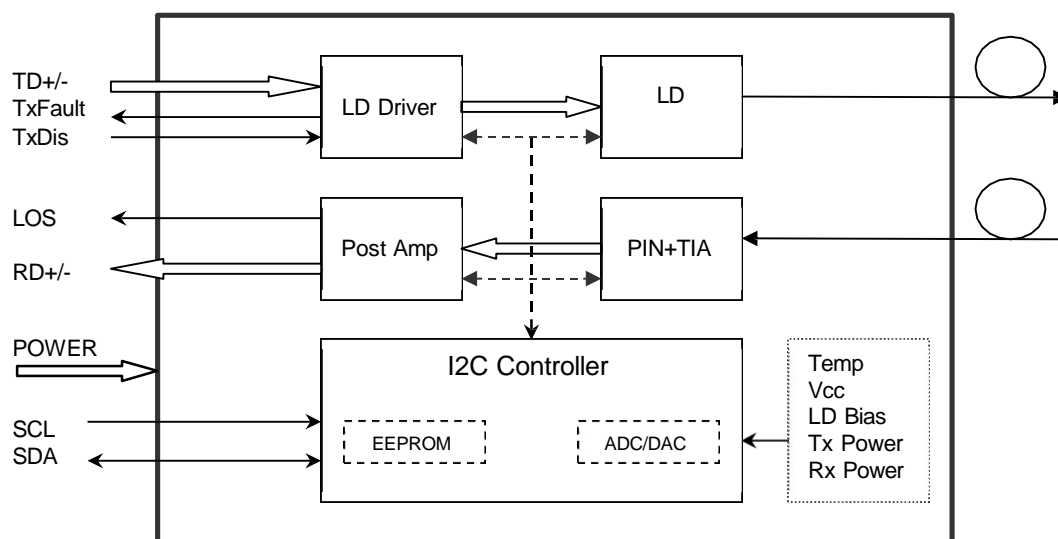 TD+/-
TxFault
TxDis
LD Driver
LD
LOS
RD+/-
Post Amp
PIN+TIA
POWER
SCL
SDA
I2C Controller
EEPROM
ADC/DAC
Temp
Vcc
LD Bias
Tx Power
Rx Power